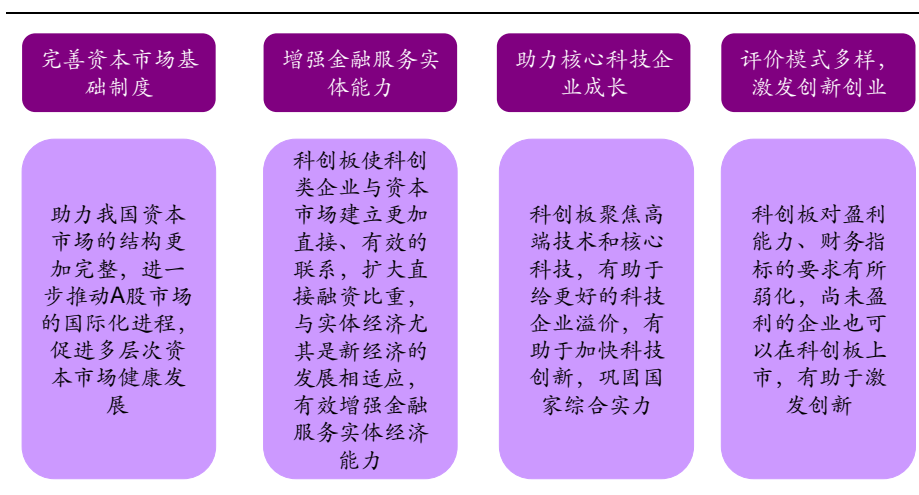 完善资本市场基
础制度
增强金融服务实
体能力
助力核心科技企
业成长
评价模式多样，
激发创新创业
助力我国资本
市场的结构更
加完整，进一
步推动A股市场
的国际化进程，
促进多层次资
本市场健康发
展
科创板使科创
类企业与资本
市场建立更加
直接、有效的
联系，扩大直
接融资比重，
与实体经济尤
其是新经济的
发展相适应，
有效增强金融
服务实体经济
能力
科创板聚焦高
端技术和核心
科技，有助于
给更好的科技
企业溢价，有
助于加快科技
创新，巩固国
家综合实力
科创板对盈利
能力、财务指
标的要求有所
弱化，尚未盈
利的企业也可
以在科创板上
市，有助于激
发创新